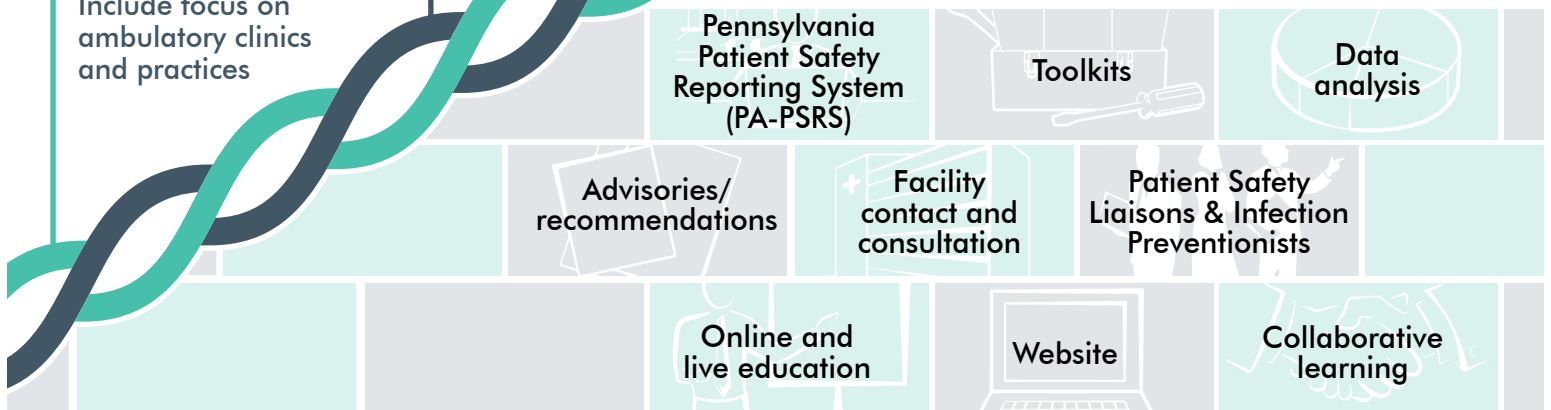 Include focus on
ambulatory clinics
and practices
Pennsylvania
Patient Safety
Reporting System
(PA-PSRS)
Toolkits
Data
analysis
Advisories/
recommendations
Facility
contact and
consultation
Patient Safety
Liaisons & Infection
Preventionists
Online and
live education
Website
Collaborative
learning